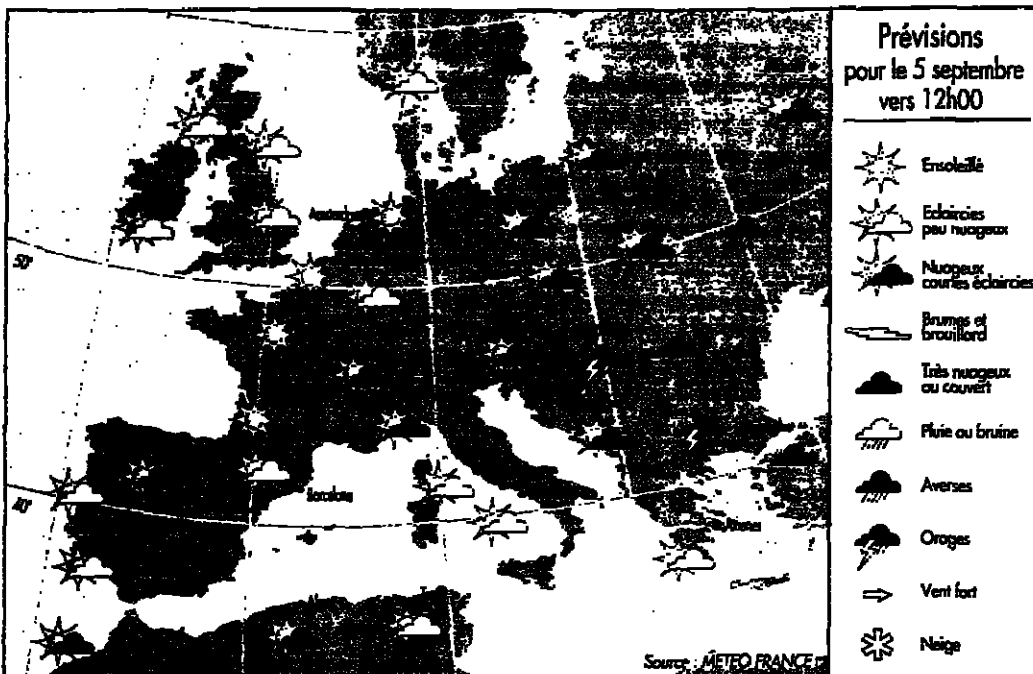 Prévisions
pour le 5 septembre
vers 12h00
Ensoleillé
Eclaircies
peu nuageux
Nuageux
courtes éclaircies
Brumes et
brouillard
Très nuageux
ou couvert
Pluie ou bruine
Averses
Orages
Vent fort
Neige
50°
40°
Barcelone
Source : METEO FRANCE